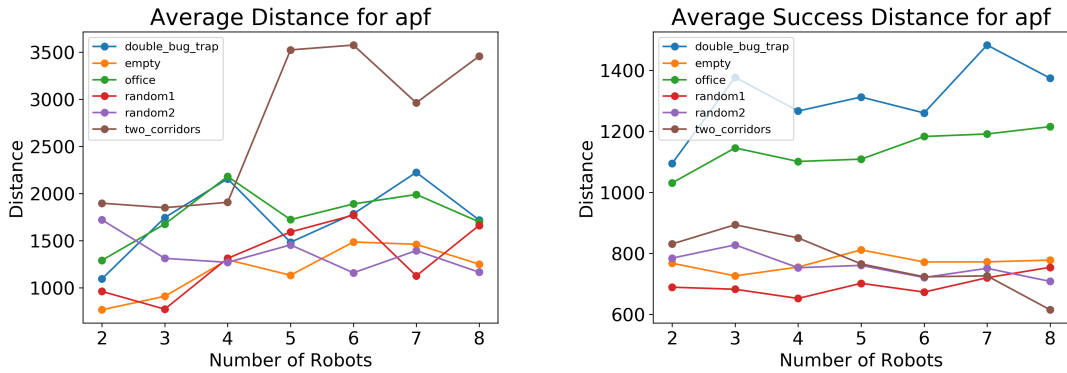 Average Distance for apf
3500
3000
2500
2000
1500
1000
Distance
double_bug_trap
empty
office
random1
random2
two_corridors
2 3 4 5 6 7 8
Number of Robots
Average Success Distance for apf
1400
1200
1000
800
600
Distance
double_bug_trap
empty
office
random1
random2
two_corridors
2 3 4 5 6 7 8
Number of Robots